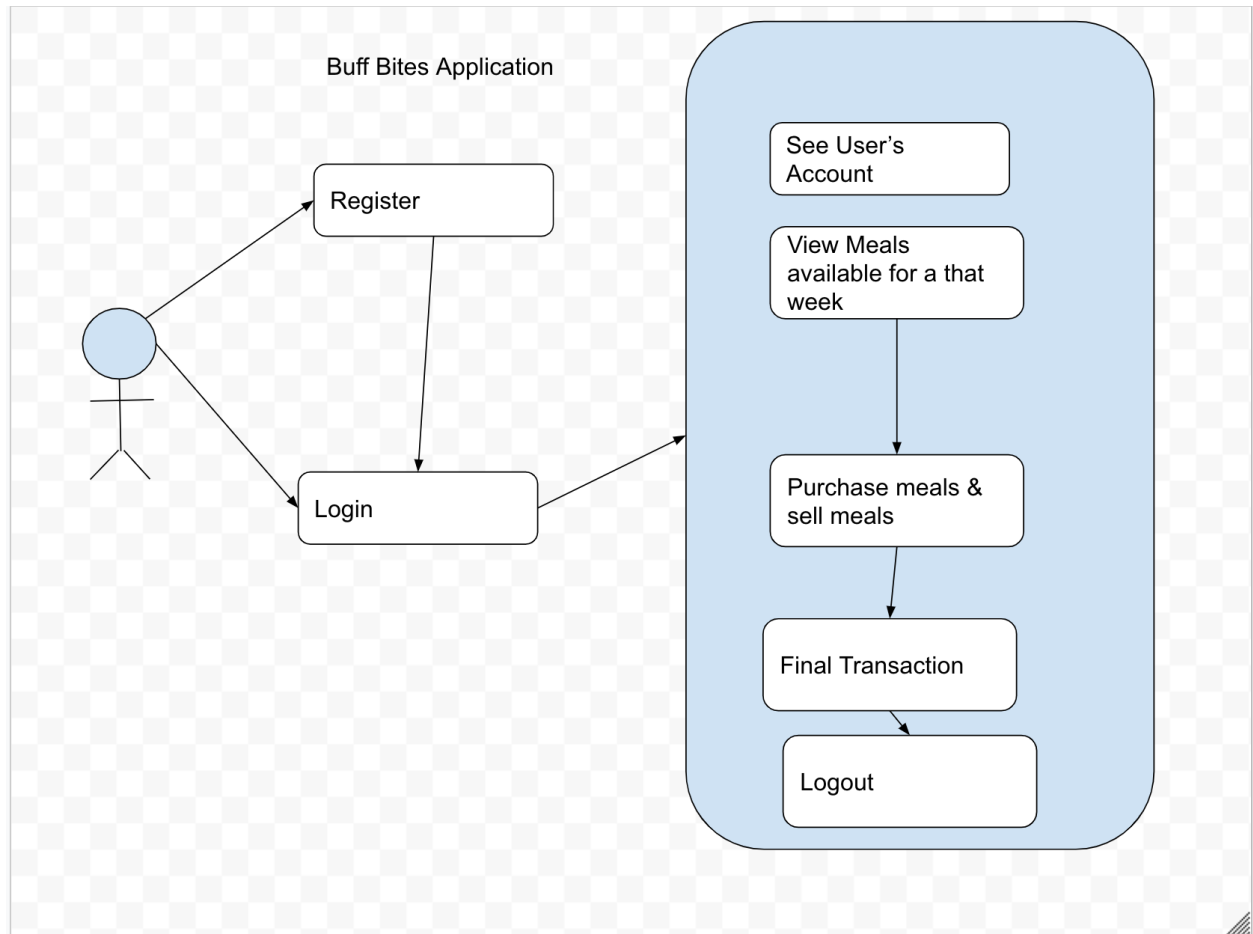 Buff Bites Application
Register
Login
See User’s
Account
View Meals
available for a that
week
Purchase meals &
sell meals
Final Transaction
Logout